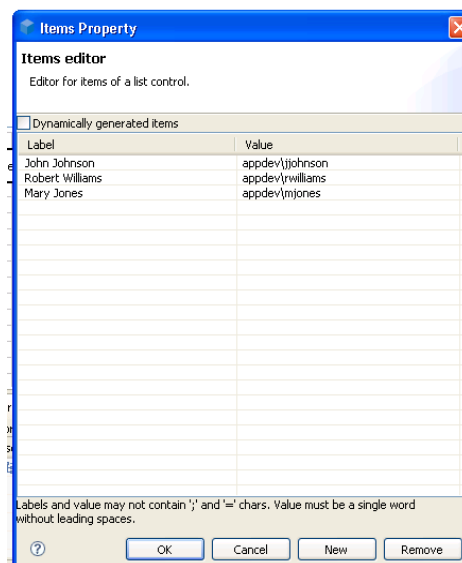 Items Property
Items editor
Editor for items of a list control.
Dynamically generated items
Label Value
John Johnson appdev\jjohnson
Robert Williams appdev\rwilliams
Mary Jones appdev\mjones
Labels and value may not contain ';' and '=' chars. Value must be a single word
without leading spaces.
? OK Cancel New Remove